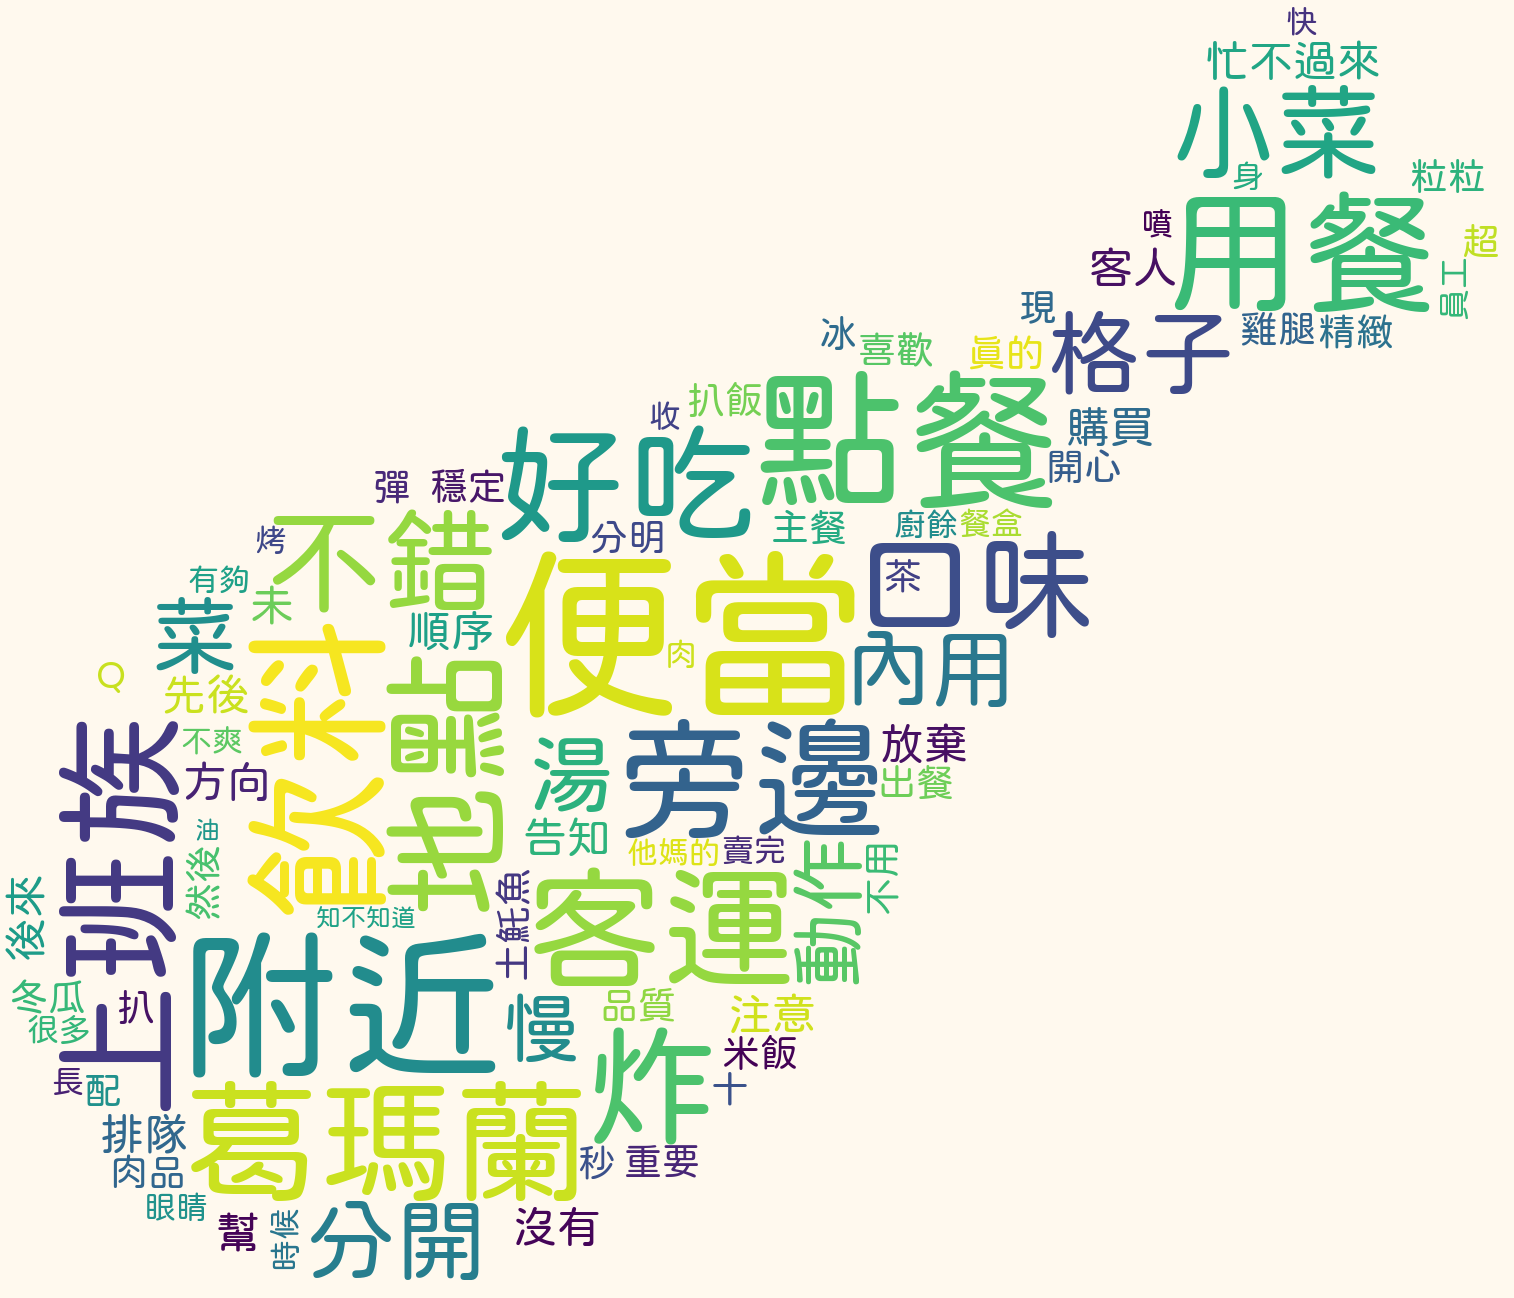 快
忙不過來
小菜
身
粒粒
用餐
噴
超
客人
員工
現
格子
雞腿
精緻
冰
喜歡
真的
點餐
扒飯
收
購買
好吃
開心
彈
穩定
不錯
分明
主餐
廚餘
餐盒
烤
口味
茶
便當
有夠
未
菜
順序
飲料
內用
肉
地點
Q
先後
上班族
不爽
方向
湯
旁邊
放棄
出餐
油
告知
他媽的
賣完
然後
動作
不用
後來
客運
士魠魚
知不知道
附近
冬瓜
扒
很多
慢
品質
注意
炸
米飯
長
配
十
葛瑪蘭
排隊
肉品
秒
重要
眼睛
幫
時候
分開
沒有